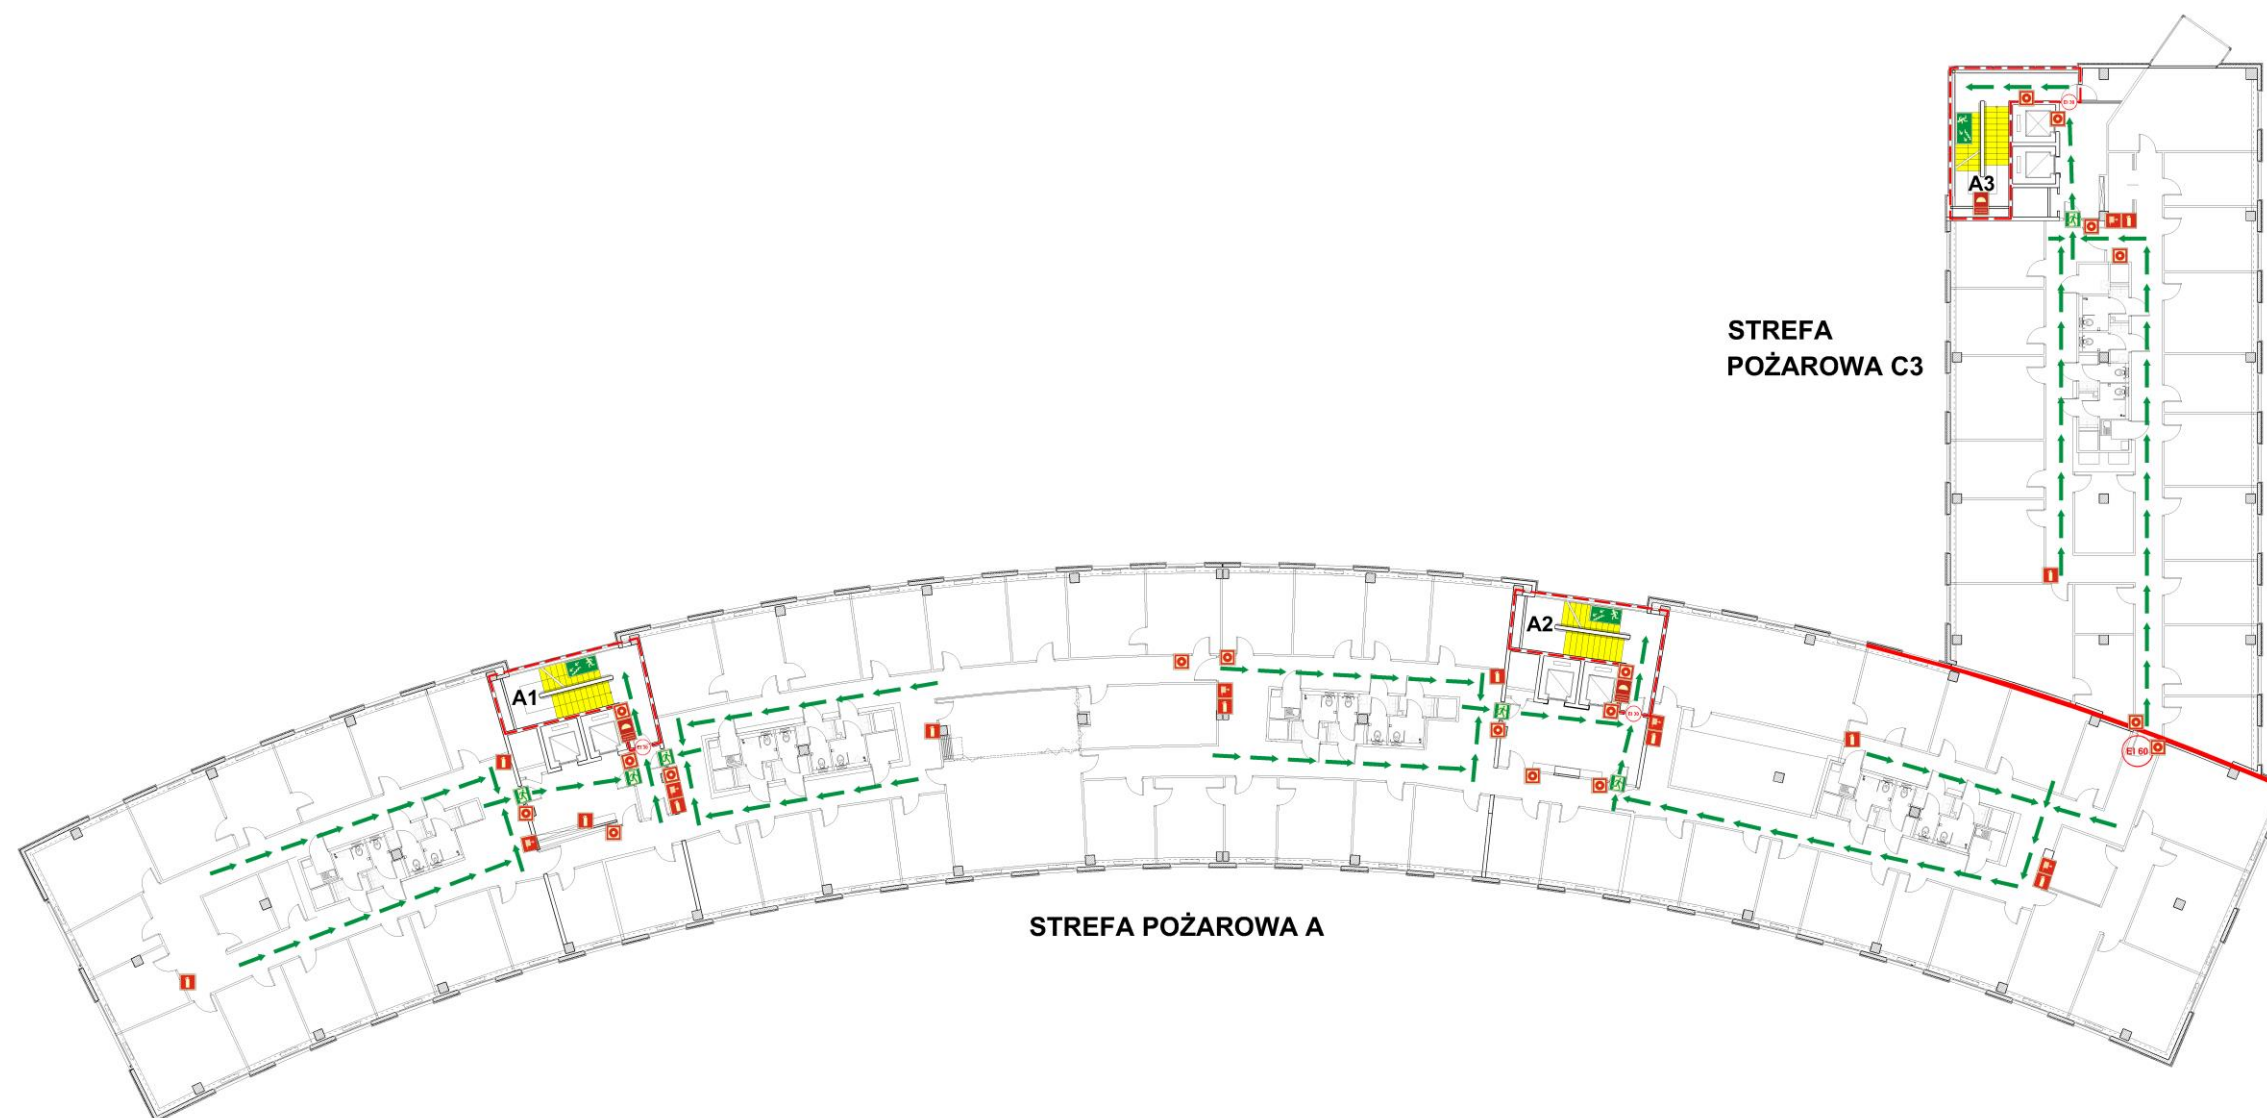 A3
STREFA
POŻAROWA C3
A2
A1
EI 60
STREFA POŻAROWA A